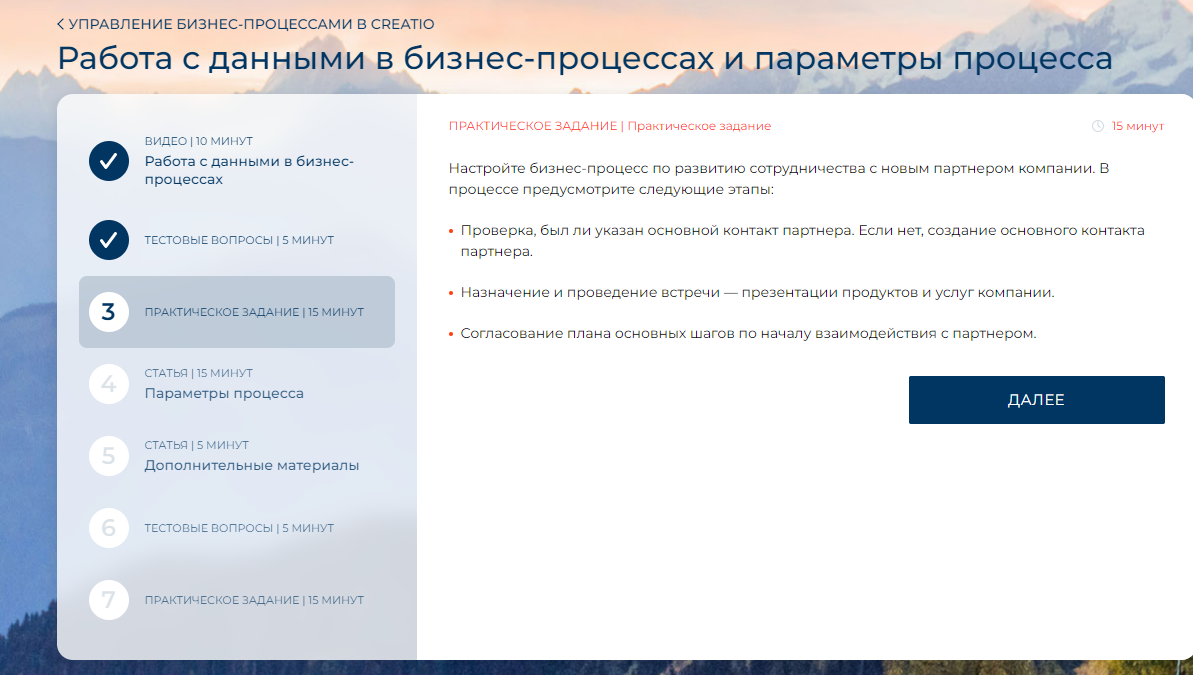 < УПРАВЛЕНИЕ БИЗНЕС-ПРОЦЕССАМИ В CREATIO
Работа с данными в бизнес-процессах и параметры процесса
ВИДЕО | 10 МИНУТ
Работа с данными в бизнес-
процессах
ТЕСТОВЫЕ ВОПРОСЫ | 5 МИНУТ
3
ПРАКТИЧЕСКОЕ ЗАДАНИЕ | 15 МИНУТ
4
СТАТЬЯ | 15 МИНУТ
Параметры процесса
5
СТАТЬЯ | 5 МИНУТ
Дополнительные материалы
6
ТЕСТОВЫЕ ВОПРОСЫ | 5 МИНУТ
7
ПРАКТИЧЕСКОЕ ЗАДАНИЕ | 15 МИНУТ
ПРАКТИЧЕСКОЕ ЗАДАНИЕ | Практическое задание
15 минут
Настройте бизнес-процесс по развитию сотрудничества с новым партнером компании. В
процессе предусмотрите следующие этапы:
• Проверка, был ли указан основной контакт партнера. Если нет, создание основного контакта
партнера.
• Назначение и проведение встречи — презентации продуктов и услуг компании.
• Согласование плана основных шагов по началу взаимодействия с партнером.
ДАЛЕЕ